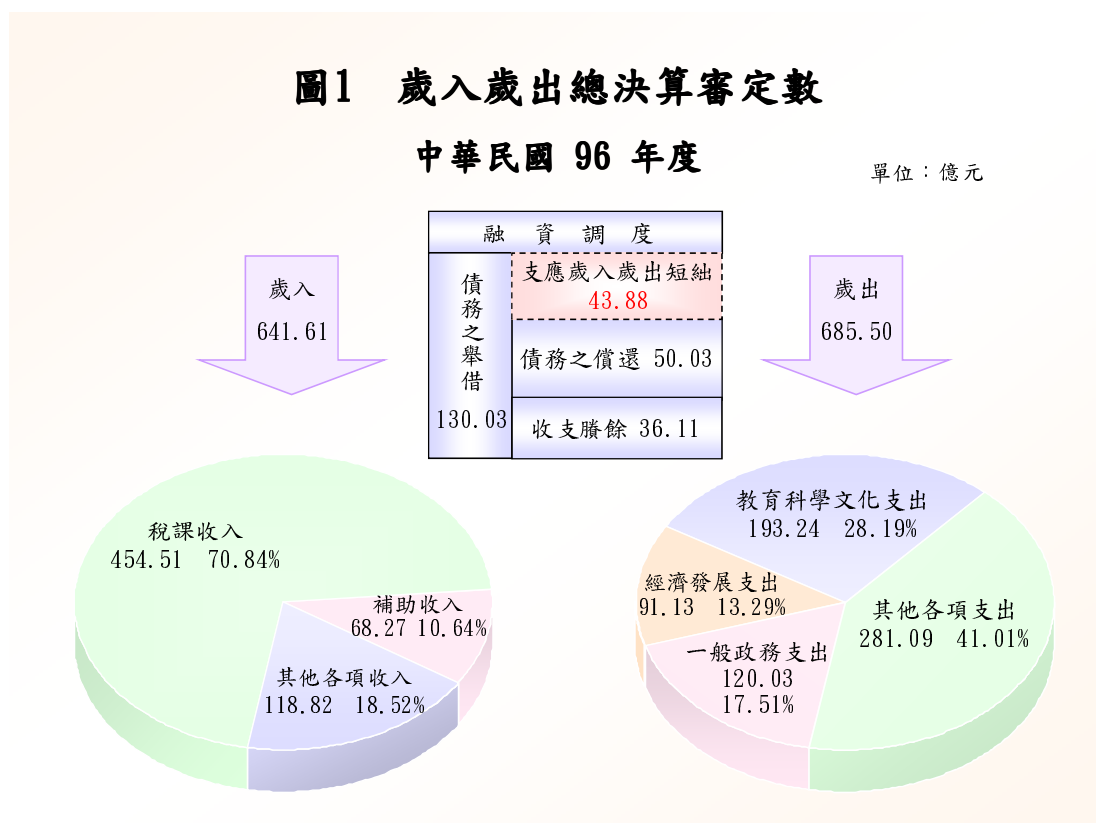 圖1 歲入歲出總決算審定數
中華民國 96 年度
單位：億元
融資調度
債務之舉借
130.03
支應歲入歲出短絀
43.88
債務之償還 50.03
收支賸餘 36.11
歲入
641.61
歲出
685.50
稅課收入
454.51 70.84%
補助收入
68.27 10.64%
其他各項收入
118.82 18.52%
教育科學文化支出
193.24 28.19%
經濟發展支出
91.13 13.29%
一般政務支出
120.03
17.51%
其他各項支出
281.09 41.01%